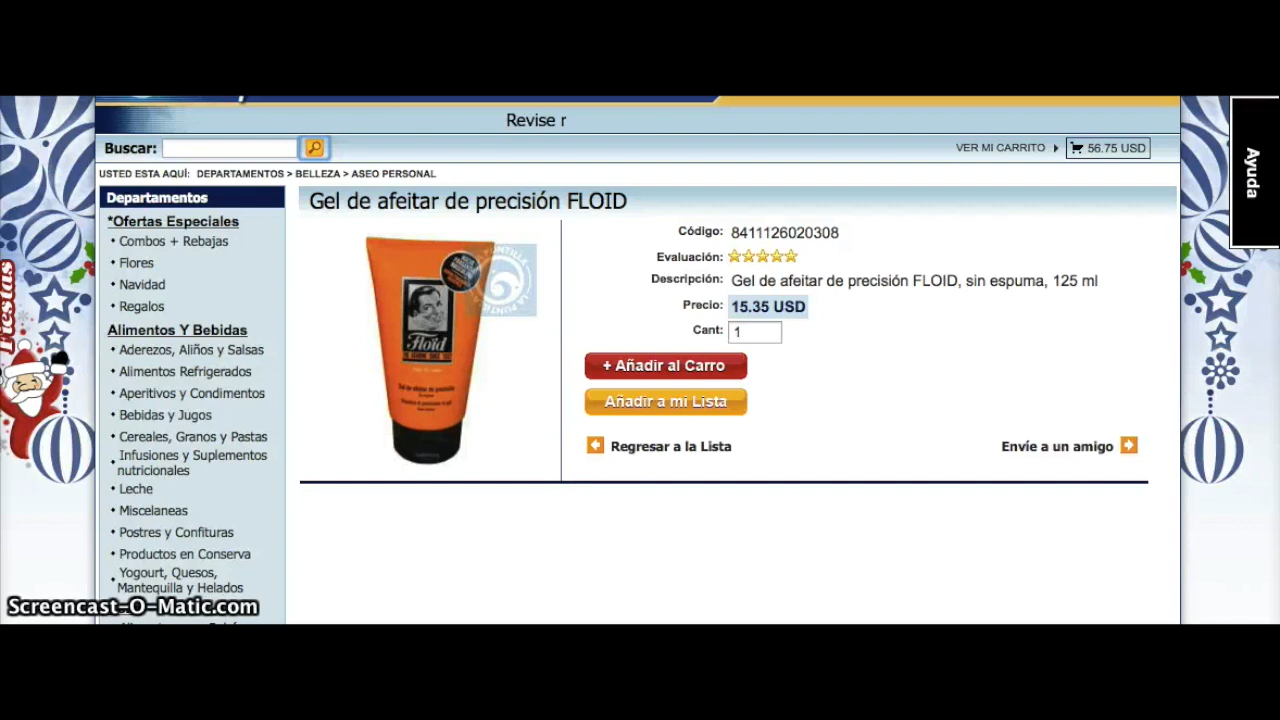 Revise r
Buscar:
VER MI CARRITO
56.75 USD
Ayuda
USTED ESTA AQUÍ: DEPARTAMENTOS > BELLEZA > ASEO PERSONAL
Departamentos
*Ofertas Especiales
• Combos + Rebajas
• Flores
• Navidad
• Regalos
Alimentos Y Bebidas
• Aderezos, Aliños y Salsas
• Alimentos Refrigerados
• Aperitivos y Condimentos
• Bebidas y Jugos
• Cereales, Granos y Pastas
• Infusiones y Suplementos
nutricionales
• Leche
• Miscelaneas
• Postres y Confituras
• Productos en Conserva
• Yogourt, Quesos,
Mantequilla y Helados
Gel de afeitar de precisión FLOID
Floïd
Código: 8411126020308
Evaluación:
Descripción: Gel de afeitar de precisión FLOID, sin espuma, 125 ml
Precio: 15.35 USD
Cant: 1
+ Añadir al Carro
Añadir a mi Lista
Regresar a la Lista
Envíe a un amigo
Fiestas
Screencast-O-Matic.com